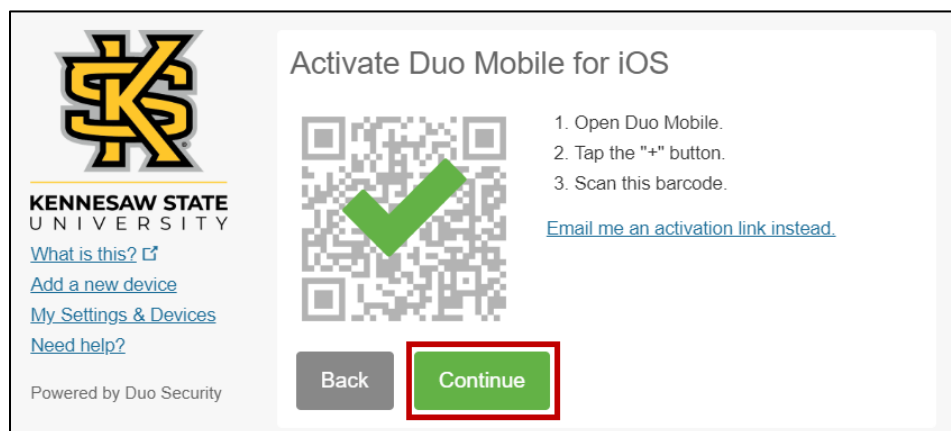 KS
KENNESAW STATE
UNIVERSITY
What is this?
Add a new device
My Settings & Devices
Need help?
Powered by Duo Security
Activate Duo Mobile for iOS
1. Open Duo Mobile.
2. Tap the "+" button.
3. Scan this barcode.
Email me an activation link instead.
Back
Continue